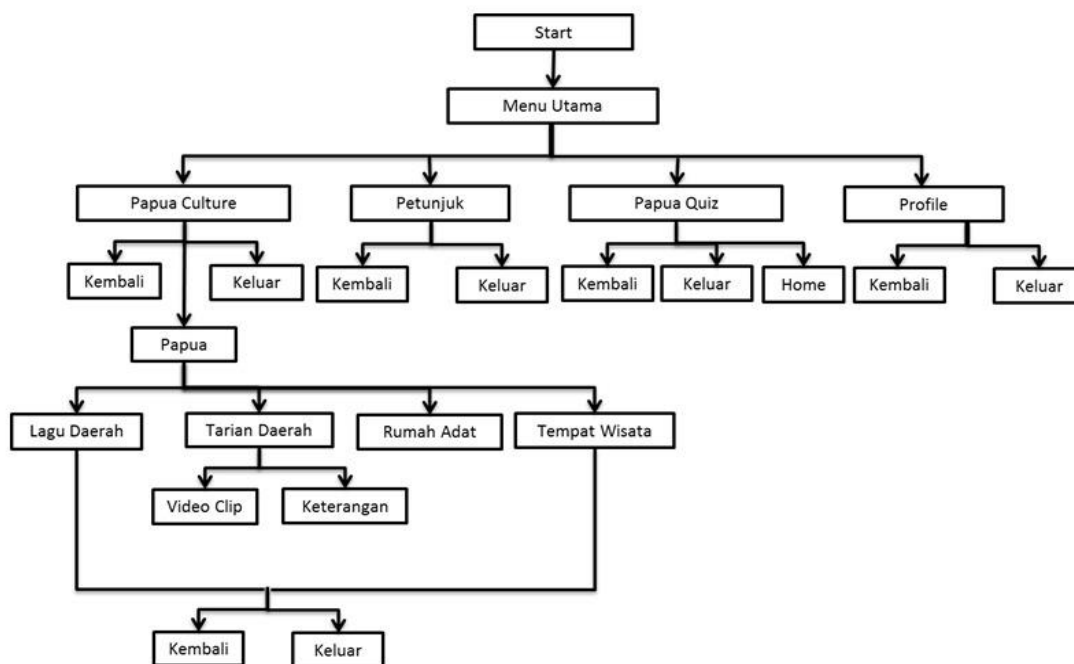 Start
Menu Utama
Papua Culture
Petunjuk
Papua Quiz
Profile
Kembali
Keluar
Kembali
Keluar
Kembali
Keluar
Home
Kembali
Keluar
Papua
Lagu Daerah
Tarian Daerah
Rumah Adat
Tempat Wisata
Video Clip
Keterangan
Kembali
Keluar